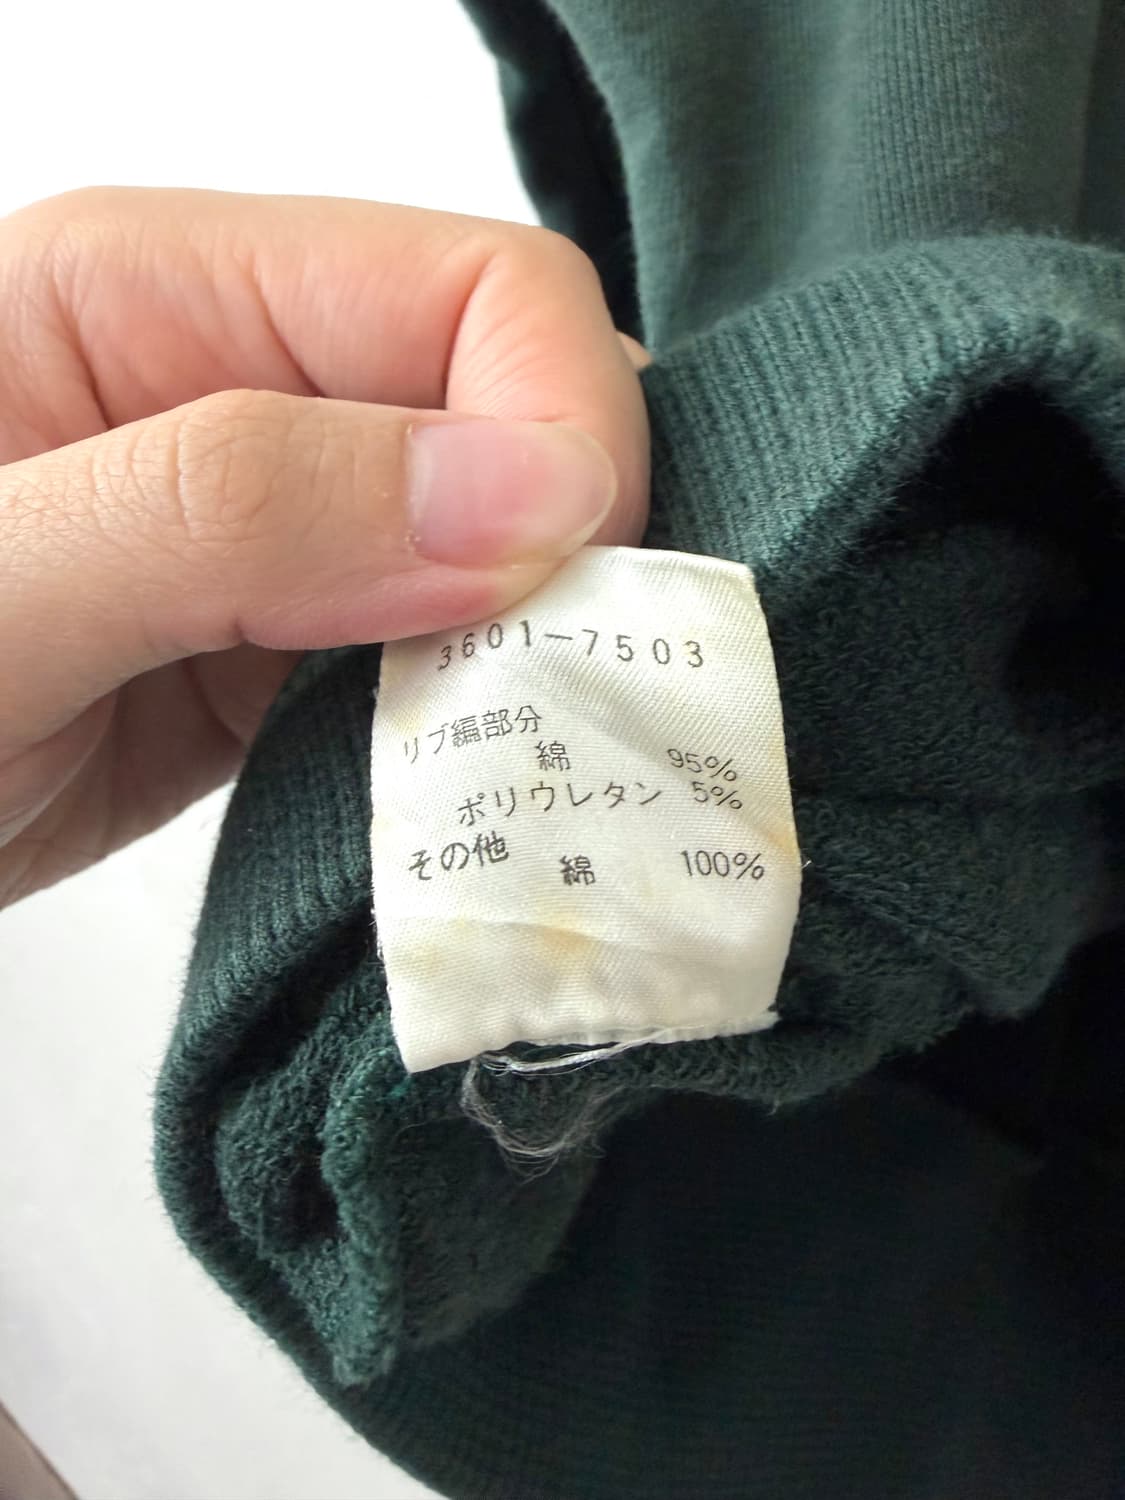 3601-7503
リブ編部分
綿 95%
ポリウレタン 5%
その他
綿 100%